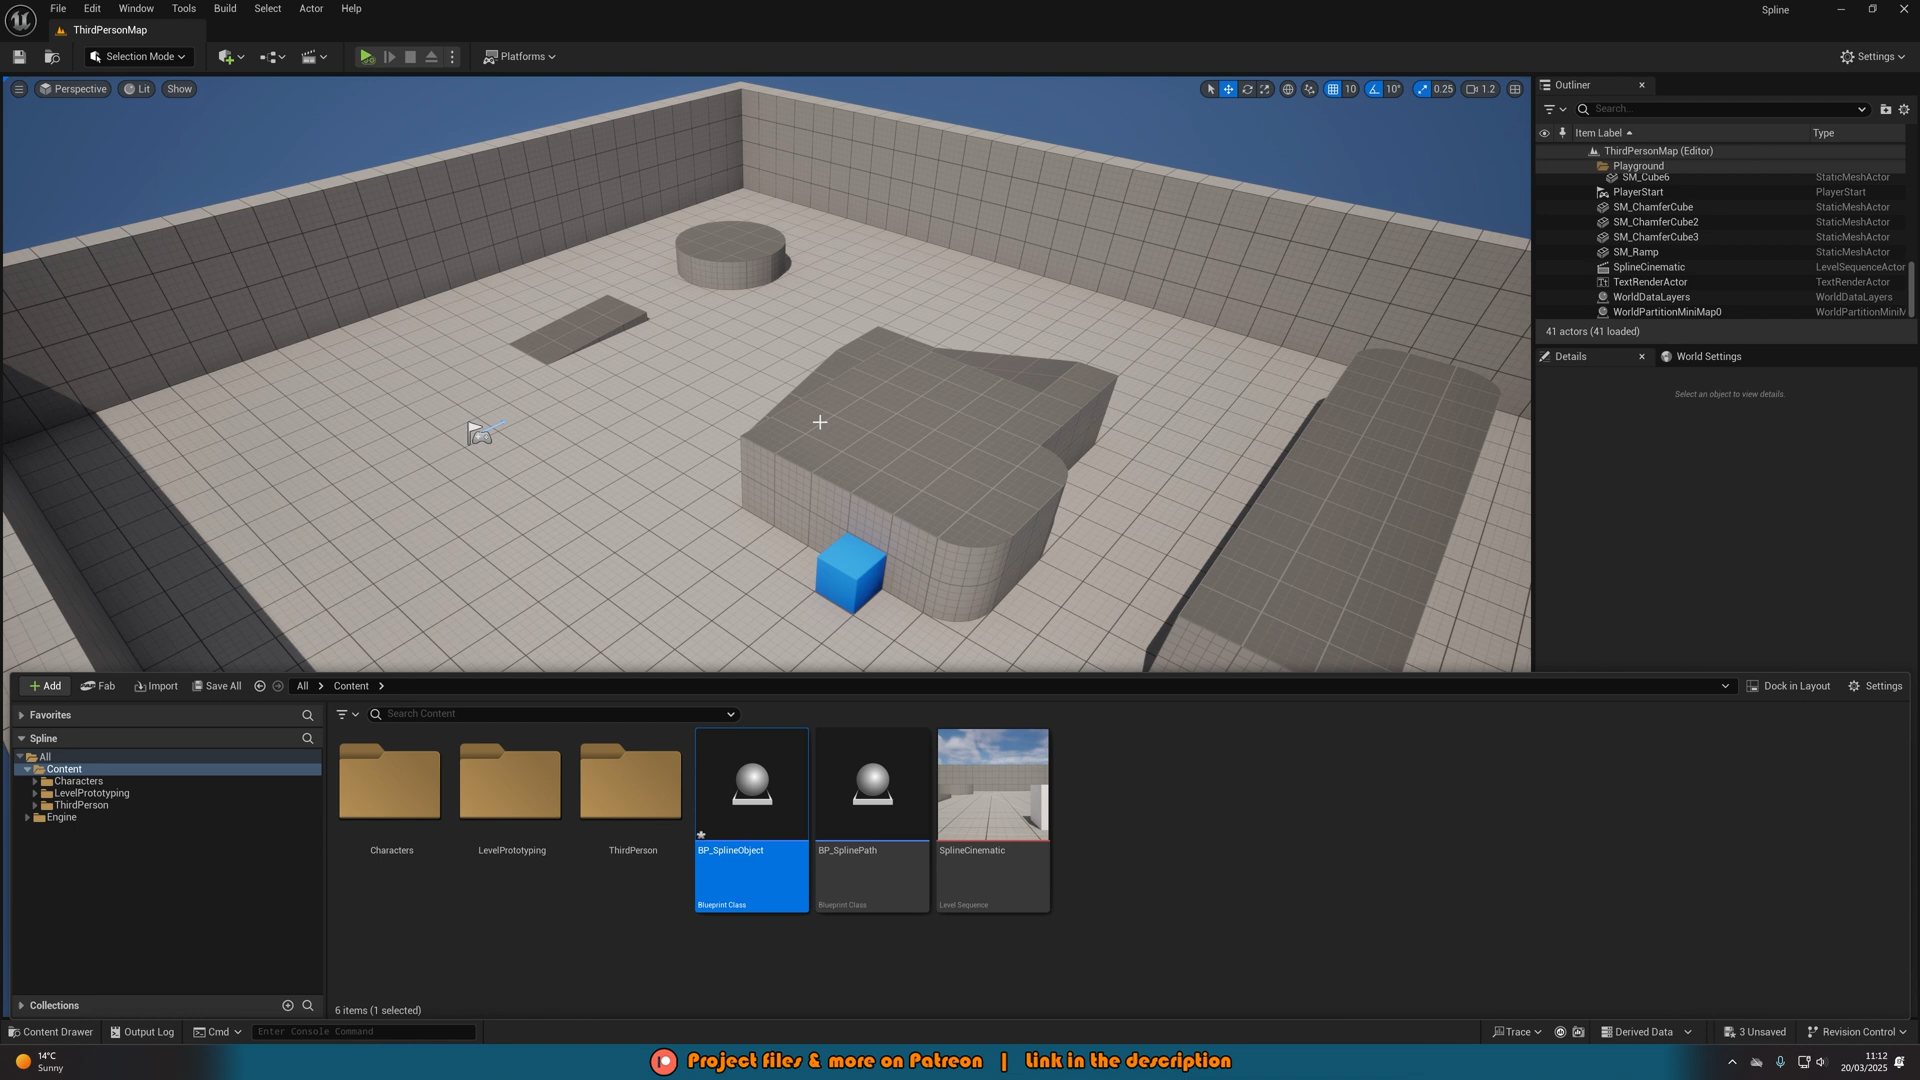 File Edit Window Tools Build Select Actor Help
Spline
ThirdPersonMap
Selection Mode
Platforms
Settings
Perspective
Lit
Show
10
10°
0.25
1.2
Outliner
Search...
Item Label
Type
ThirdPersonMap (Editor)
Playground
SM_Cube6 StaticMeshActor
PlayerStart PlayerStart
SM_ChamferCube StaticMeshActor
SM_ChamferCube2 StaticMeshActor
SM_ChamferCube3 StaticMeshActor
SM_Ramp StaticMeshActor
SplineCinematic LevelSequenceActor
TextRenderActor TextRenderActor
WorldDataLayers WorldDataLayers
WorldPartitionMiniMap0 WorldPartitionMiniM
41 actors (41 loaded)
Details
World Settings
Select an object to view details.
Add
Fab
Import
Save All
All
Content
Dock in Layout
Settings
Favorites
Spline
All
Content
Characters
LevelPrototyping
ThirdPerson
Engine
Collections
Search Content
Characters
LevelPrototyping
ThirdPerson
BP_SplineObject
Blueprint Class
BP_SplinePath
Blueprint Class
SplineCinematic
Level Sequence
6 items (1 selected)
Content Drawer
Output Log
Cmd
Enter Console Command
Trace
Derived Data
3 Unsaved
Revision Control
14°C
Sunny
Project files & more on Patreon | Link in the description
11:12
20/03/2025